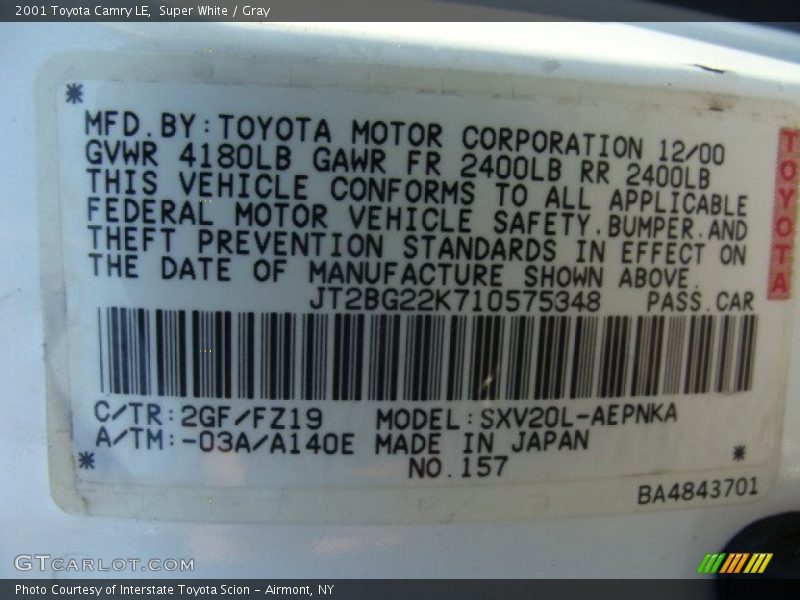 2001 Toyota Camry LE, Super White / Gray
MFD.BY:TOYOTA MOTOR CORPORATION 12/00
GVWR 4180LB GAWR FR 2400LB RR 2400LB
THIS VEHICLE CONFORMS TO ALL APPLICABLE
FEDERAL MOTOR VEHICLE SAFETY.BUMPER.AND
THEFT PREVENTION STANDARDS IN EFFECT ON
THE DATE OF MANUFACTURE SHOWN ABOVE.
JT2BG22K710575348 PASS.CAR
TOYOTA
C/TR:2GF/FZ19 MODEL:SXV20L-AEPNKA
A/TM:-03A/A140E MADE IN JAPAN
NO.157
BA4843701
GTCARLOT.COM
Photo Courtesy of Interstate Toyota Scion - Airmont, NY